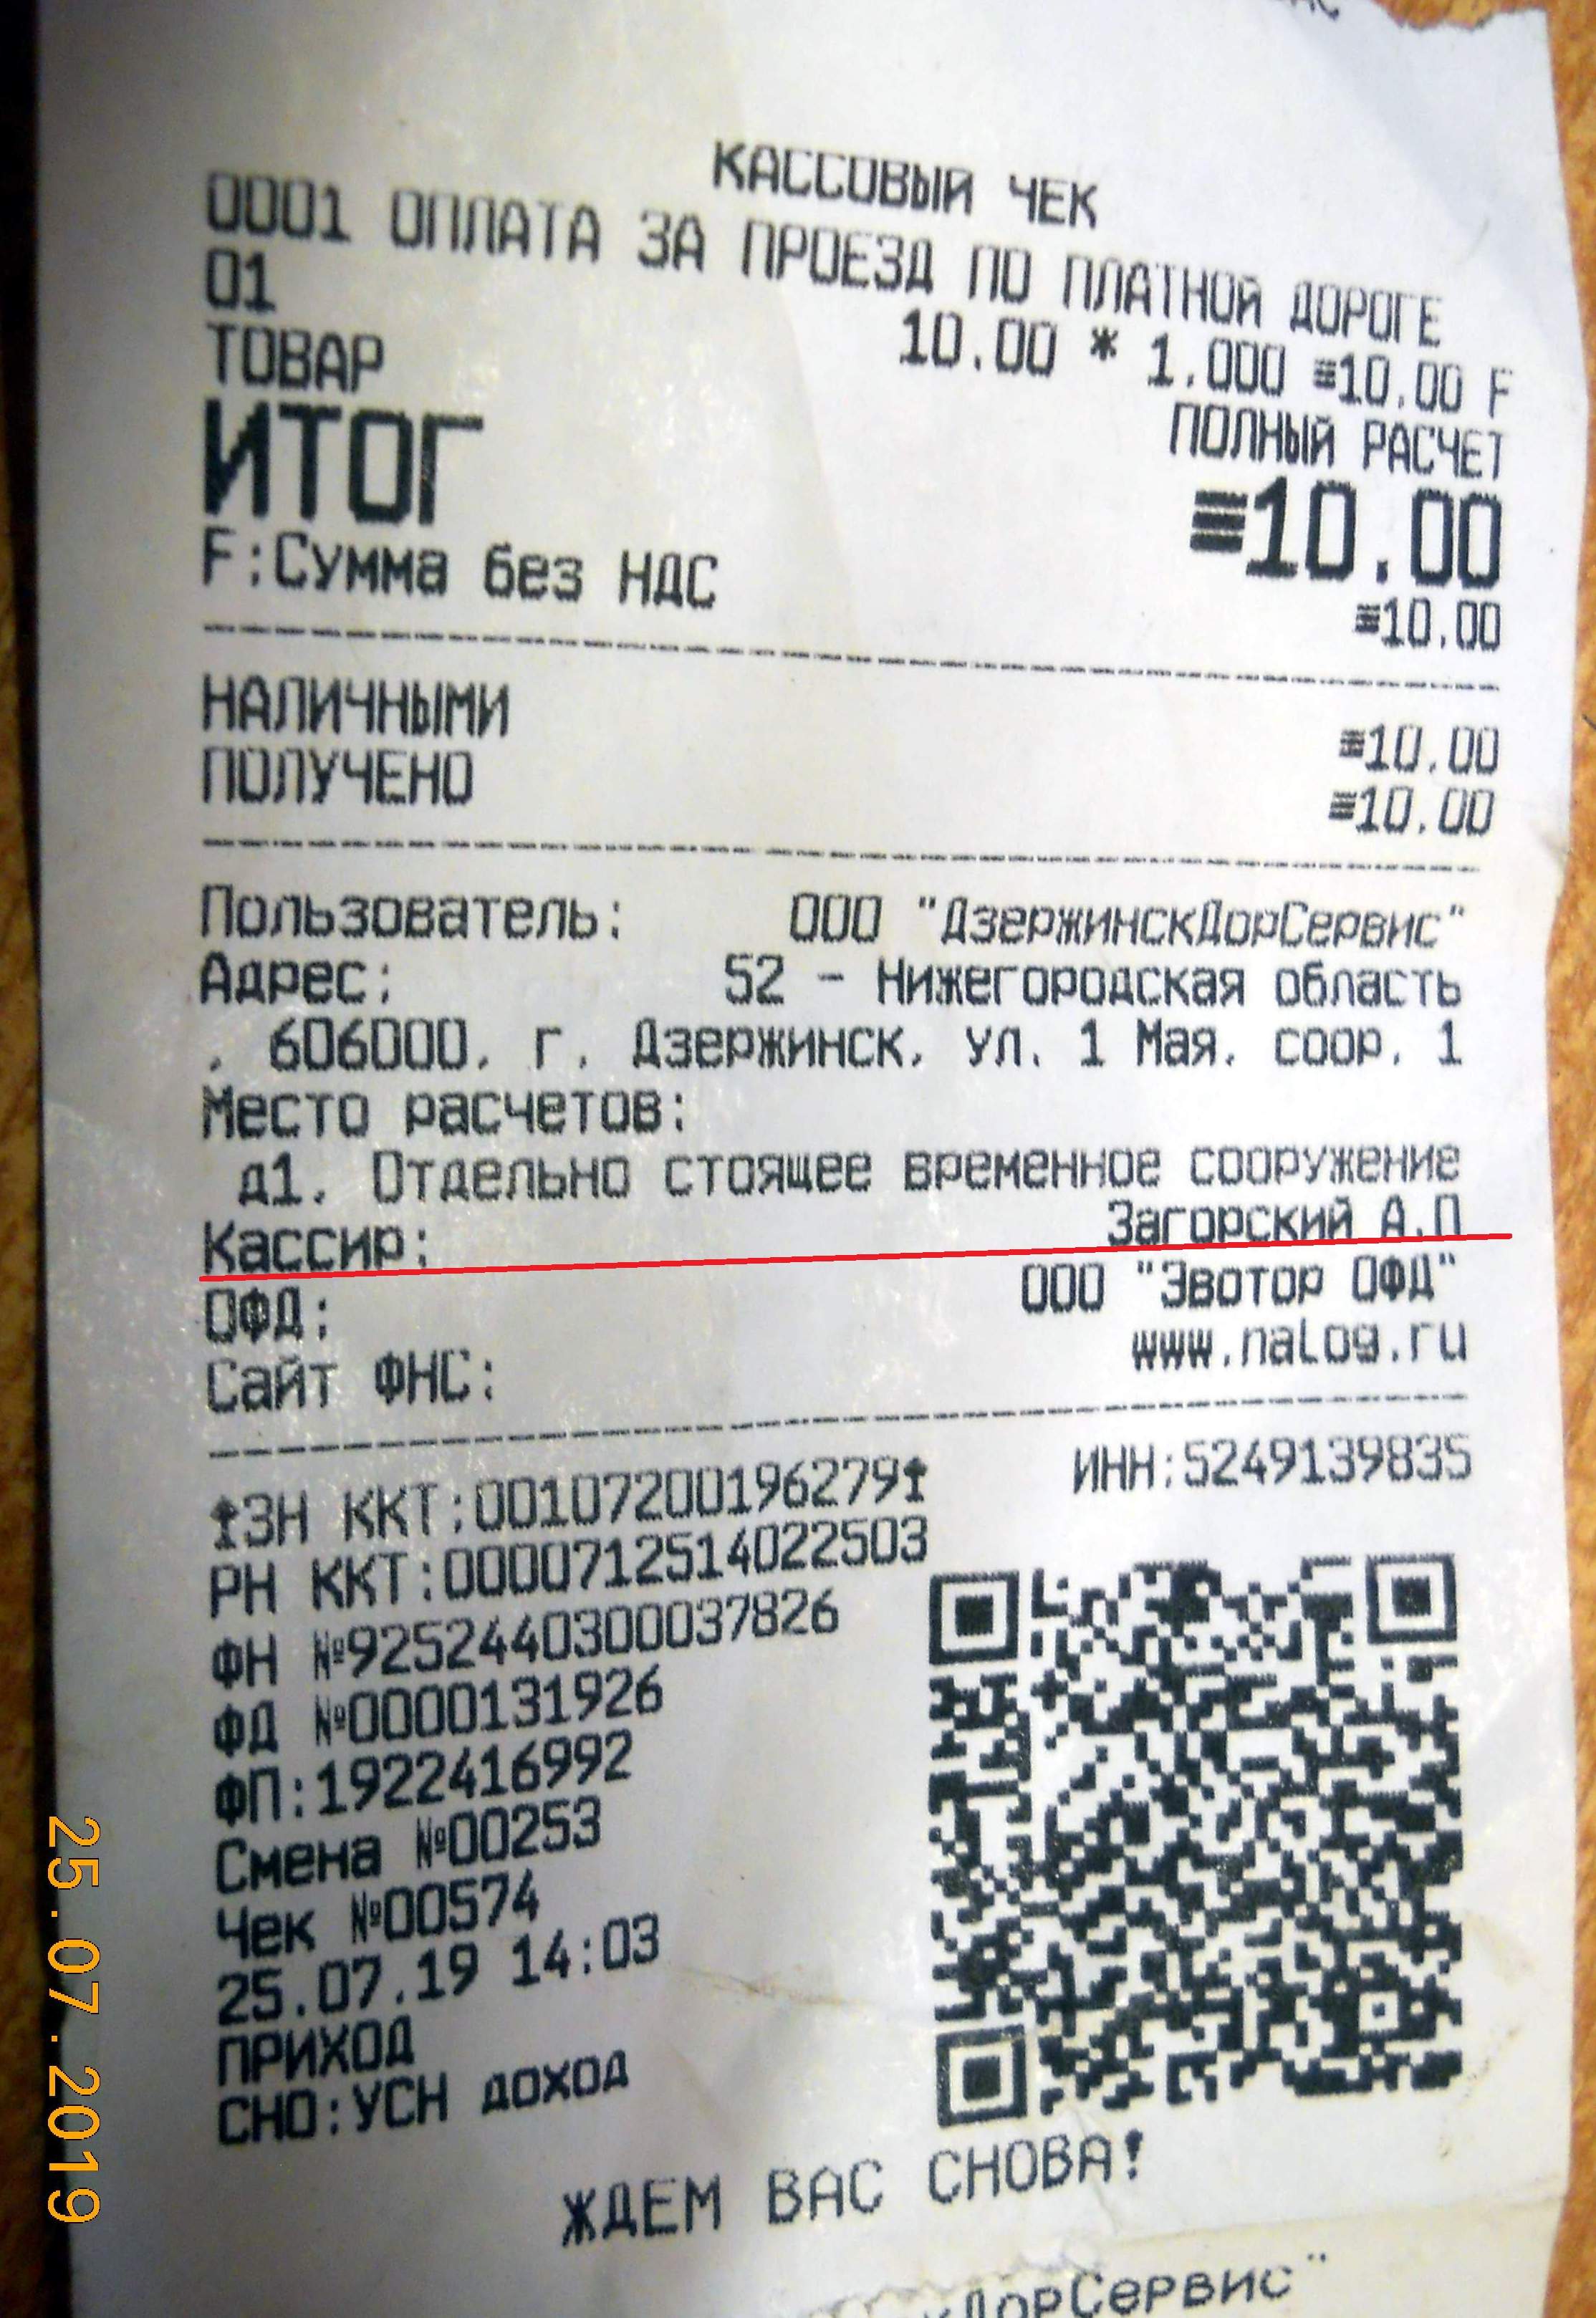 КАССОВЫЙ ЧЕК
0001 ОПЛАТА ЗА ПРОЕЗД ПО ПЛАТНОЙ ДОРОГЕ
01
10.00 * 1.000 ≡10.00 F
ТОВАР
ПОЛНЫЙ РАСЧЕТ
ИТОГ ≡10.00
F:Сумма без НДС ≡10.00
НАЛИЧНЫМИ ≡10.00
ПОЛУЧЕНО ≡10.00
Пользователь: ООО "ДзержинскДорСервис"
Адрес: 52 - Нижегородская область
, 606000, г. Дзержинск, ул. 1 Мая, соор. 1
Место расчетов:
д1, Отдельно стоящее временное сооружение
Кассир: Загорский А.П
ОФД: ООО "Эвотор ОФД"
Сайт ФНС: www.nalog.ru
ЗН ККТ:00107200196279 ИНН:5249139835
РН ККТ:0000712514022503
ФН №9252440300037826
ФД №0000131926
ФП:1922416992
Смена №00253
Чек №00574
25.07.19 14:03
ПРИХОД
СНО:УСН доход
ЖДЕМ ВАС СНОВА!
кДорСервис"
25.07.2019